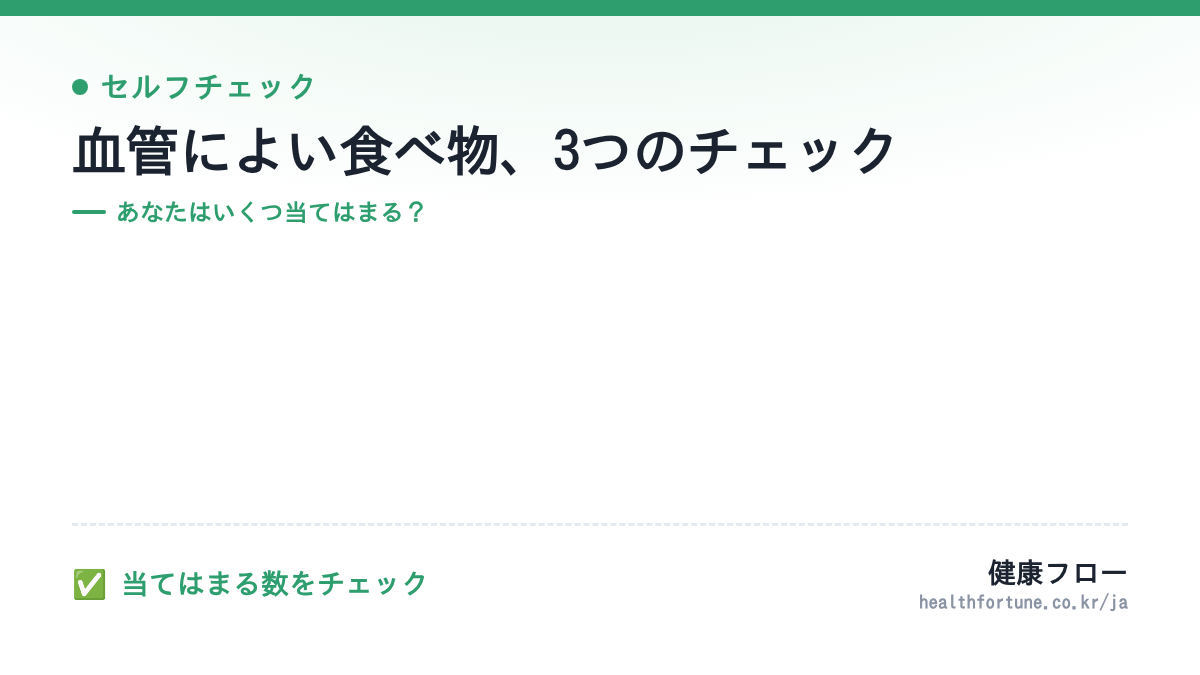 セルフチェック
血管によい食べ物、3つのチェック
あなたはいくつ当てはまる？
✅ 当てはまる数をチェック
健康フロー
healthfortune.co.kr/ja